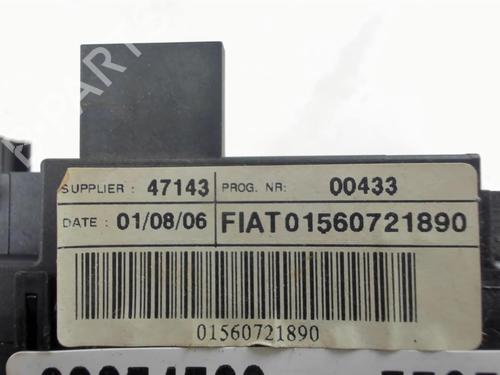 SUPPLIER : 47143 PROG. NR: 00433
DATE : 01/08/06 FIAT01560721890
01560721890